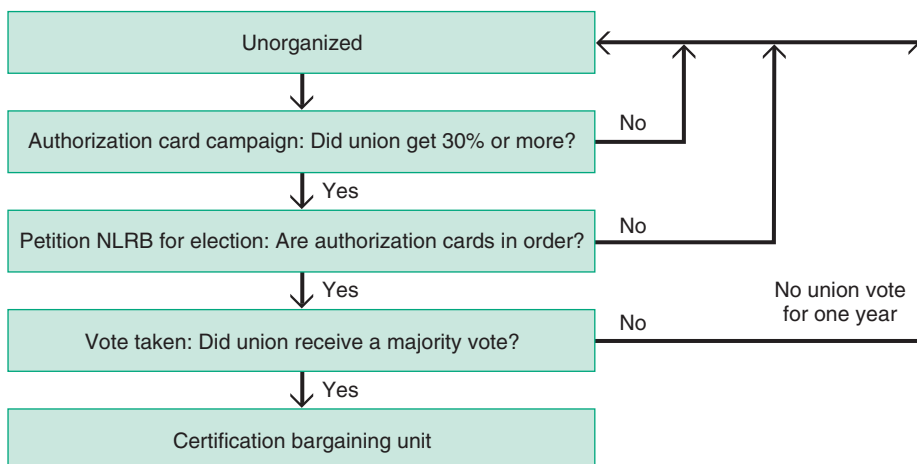 Unorganized
Authorization card campaign: Did union get 30% or more?
No
Yes
Petition NLRB for election: Are authorization cards in order?
No
Yes
Vote taken: Did union receive a majority vote?
No
No union vote
for one year
Yes
Certification bargaining unit